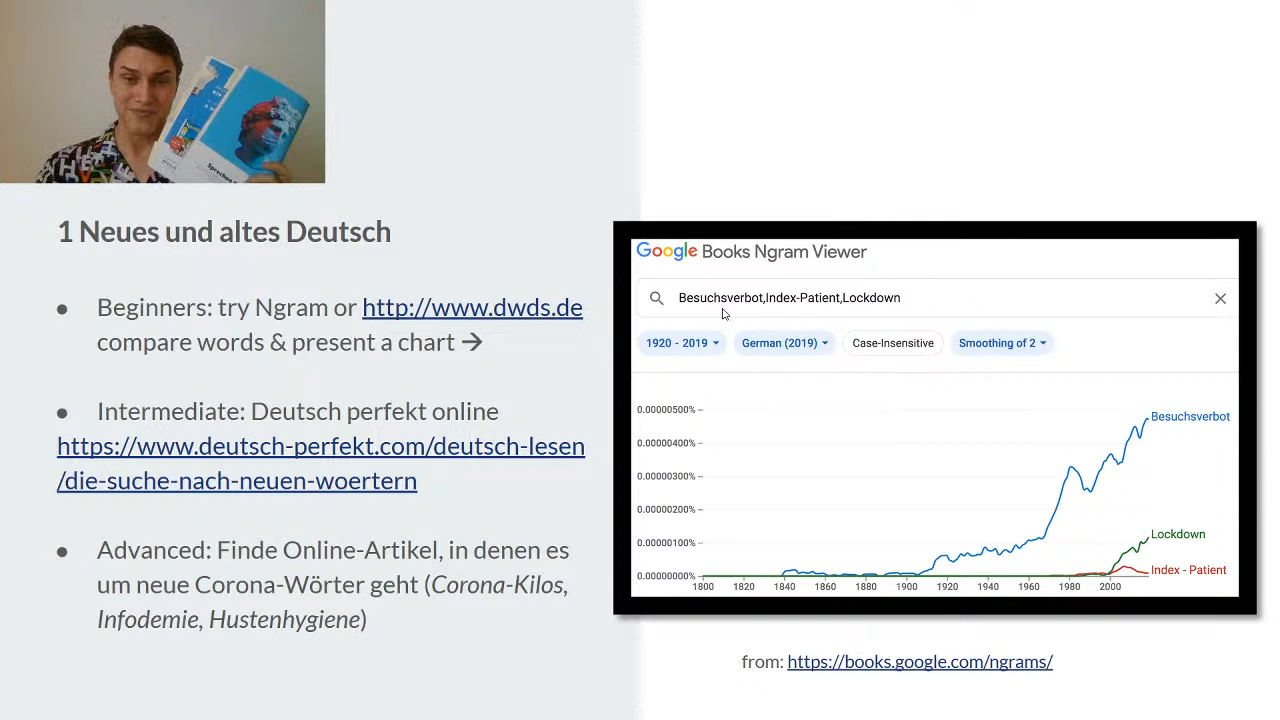 Sprechen
1 Neues und altes Deutsch
● Beginners: try Ngram or http://www.dwds.de
compare words & present a chart →
● Intermediate: Deutsch perfekt online
https://www.deutsch-perfekt.com/deutsch-lesen
/die-suche-nach-neuen-woertern
● Advanced: Finde Online-Artikel, in denen es
um neue Corona-Wörter geht (Corona-Kilos,
Infodemie, Hustenhygiene)
Google Books Ngram Viewer
Besuchsverbot,Index-Patient,Lockdown
1920 - 2019 German (2019) Case-Insensitive Smoothing of 2
0.00000500%
0.00000400%
0.00000300%
0.00000200%
0.00000100%
0.00000000%
Besuchsverbot
Lockdown
Index - Patient
1800 1820 1840 1860 1880 1900 1920 1940 1960 1980 2000
from: https://books.google.com/ngrams/